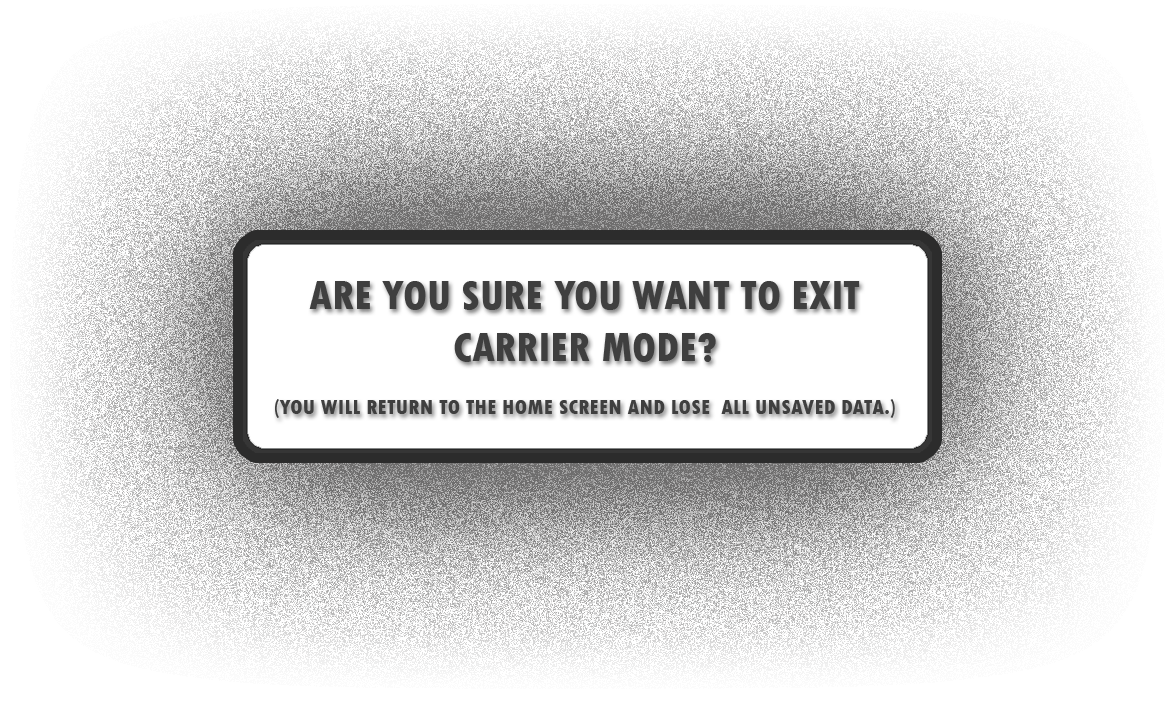 ARE YOU SURE YOU WANT TO EXIT
CARRIER MODE?
(YOU WILL RETURN TO THE HOME SCREEN AND LOSE  ALL UNSAVED DATA.)